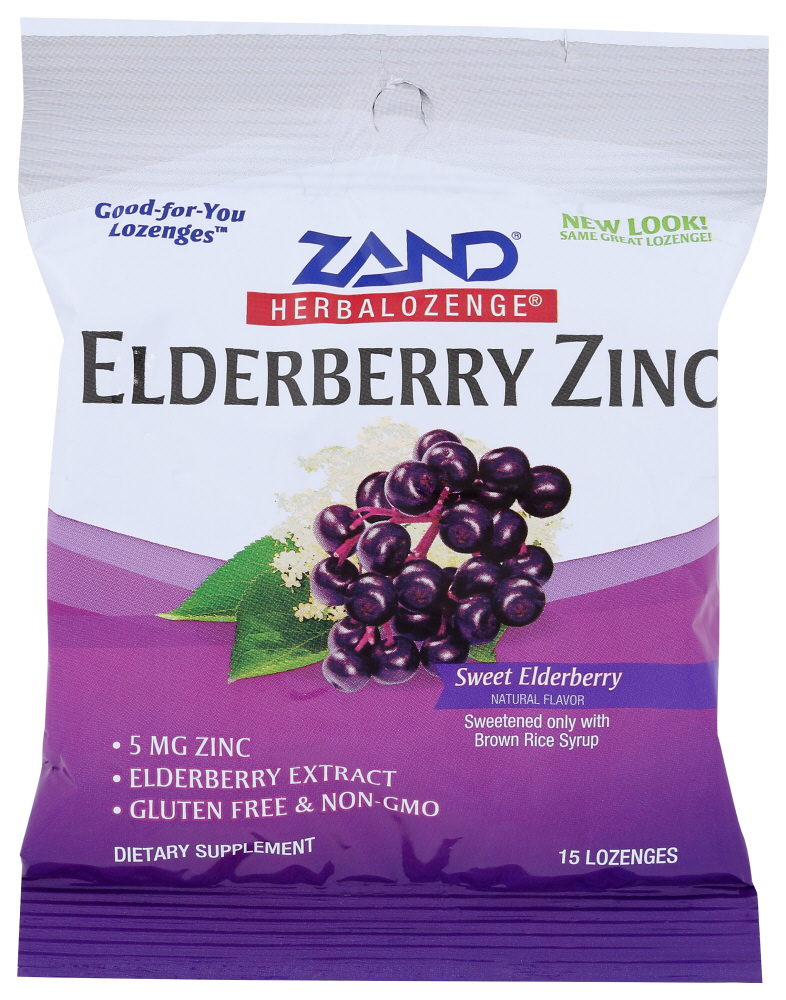 Good-for-You
Lozenges™
NEW LOOK!
SAME GREAT LOZENGE!
ZAND®
HERBALOZENGE®
ELDERBERRY ZINC
Sweet Elderberry
NATURAL FLAVOR
Sweetened only with
Brown Rice Syrup
• 5 MG ZINC
• ELDERBERRY EXTRACT
• GLUTEN FREE & NON-GMO
DIETARY SUPPLEMENT
15 LOZENGES